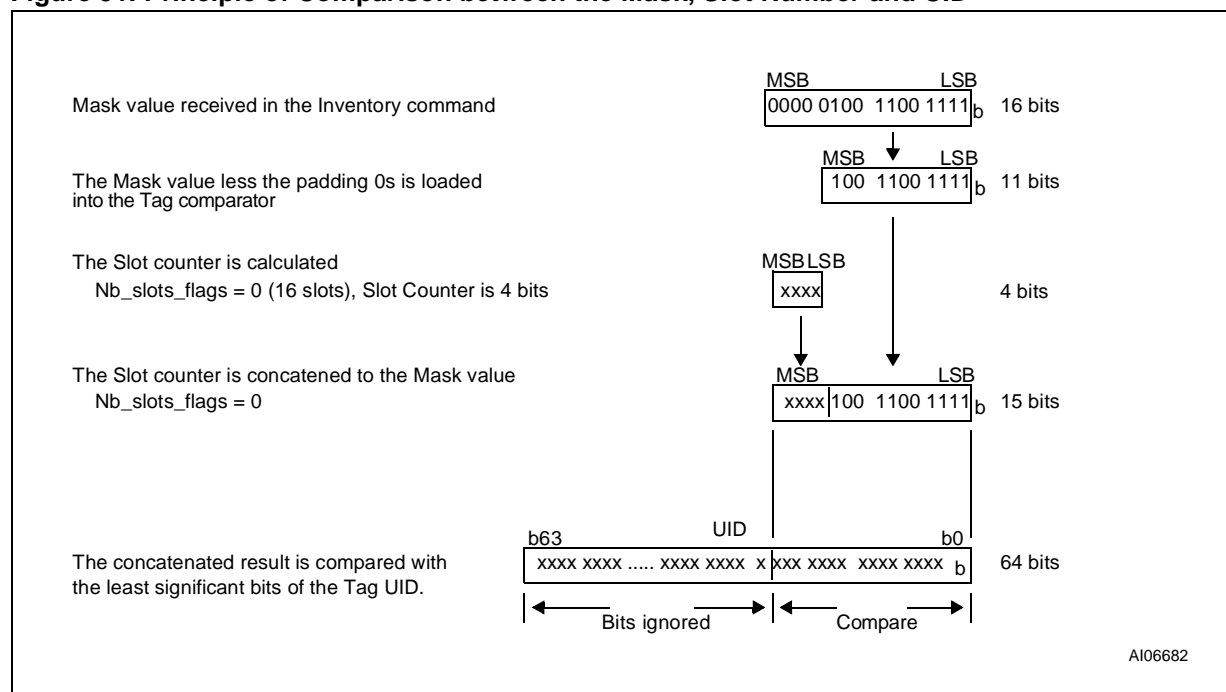 Figure 51. Principle of Comparison between the Mask, Slot Number and UID
MSB LSB
Mask value received in the Inventory command 0000 0100 1100 1111 b 16 bits
MSB LSB
The Mask value less the padding 0s is loaded 100 1100 1111 b 11 bits
into the Tag comparator
The Slot counter is calculated MSB LSB
Nb_slots_flags = 0 (16 slots), Slot Counter is 4 bits xxxx 4 bits
The Slot counter is concatened to the Mask value MSB LSB
Nb_slots_flags = 0 xxxx 100 1100 1111 b 15 bits
b63 UID b0
The concatenated result is compared with xxxx xxxx ..... xxxx xxxx x xxx xxxx xxxx xxxx b 64 bits
the least significant bits of the Tag UID.
Bits ignored Compare
AI06682